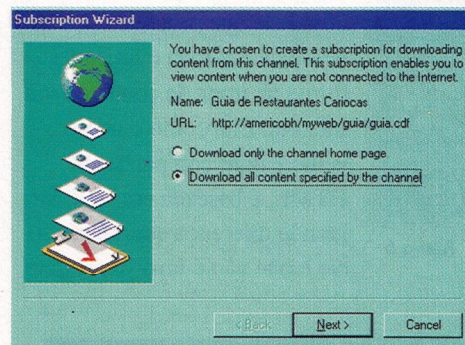 Subscription Wizard
You have chosen to create a subscription for downloading
content from this channel. This subscription enables you to
view content when you are not connected to the Internet.
Name: Guia de Restaurantes Cariocas
URL: http://americobh/myweb/guia/guia.cdf
Download only the channel home page
Download all content specified by the channel
< Back Next > Cancel